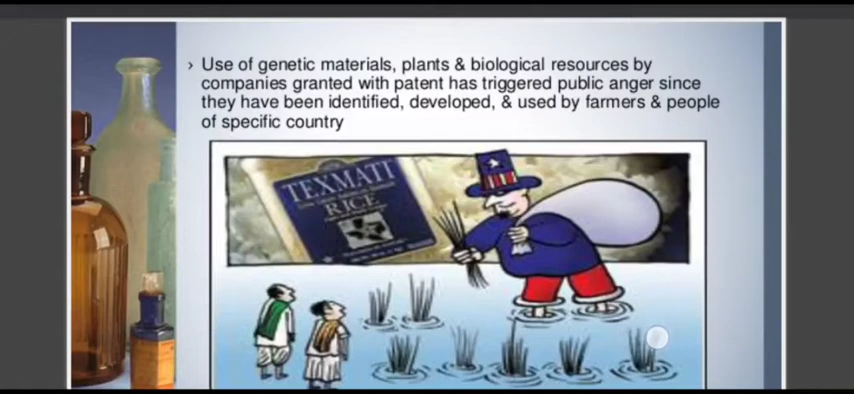 › Use of genetic materials, plants & biological resources by
companies granted with patent has triggered public anger since
they have been identified, developed, & used by farmers & people
of specific country
TEXMATI
RICE